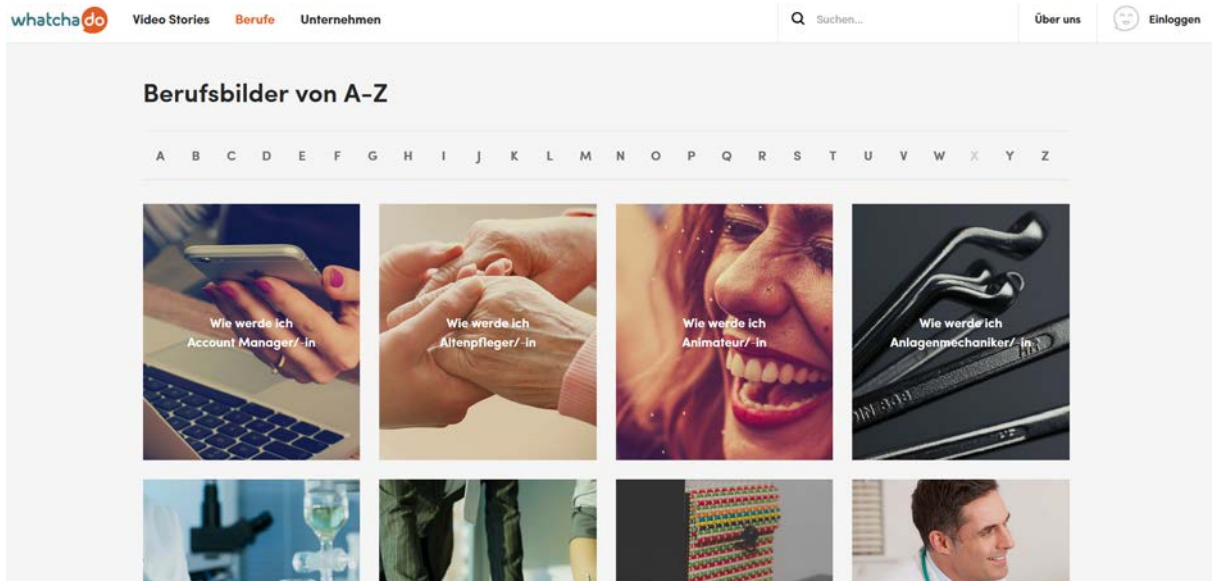 whatchado Video Stories Berufe Unternehmen Suchen... Über uns Einloggen
Berufsbilder von A-Z
A B C D E F G H I J K L M N O P Q R S T U V W X Y Z
Wie werde ich
Account Manager/-in
Wie werde ich
Altenpfleger/-in
Wie werde ich
Animateur/-in
Wie werde ich
Anlagenmechaniker/-in